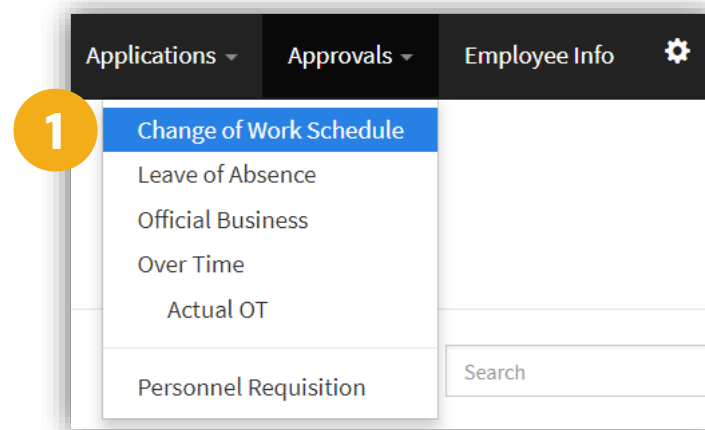 Applications Approvals Employee Info
1
Change of Work Schedule
Leave of Absence
Official Business
Over Time
Actual OT
Personnel Requisition
Search